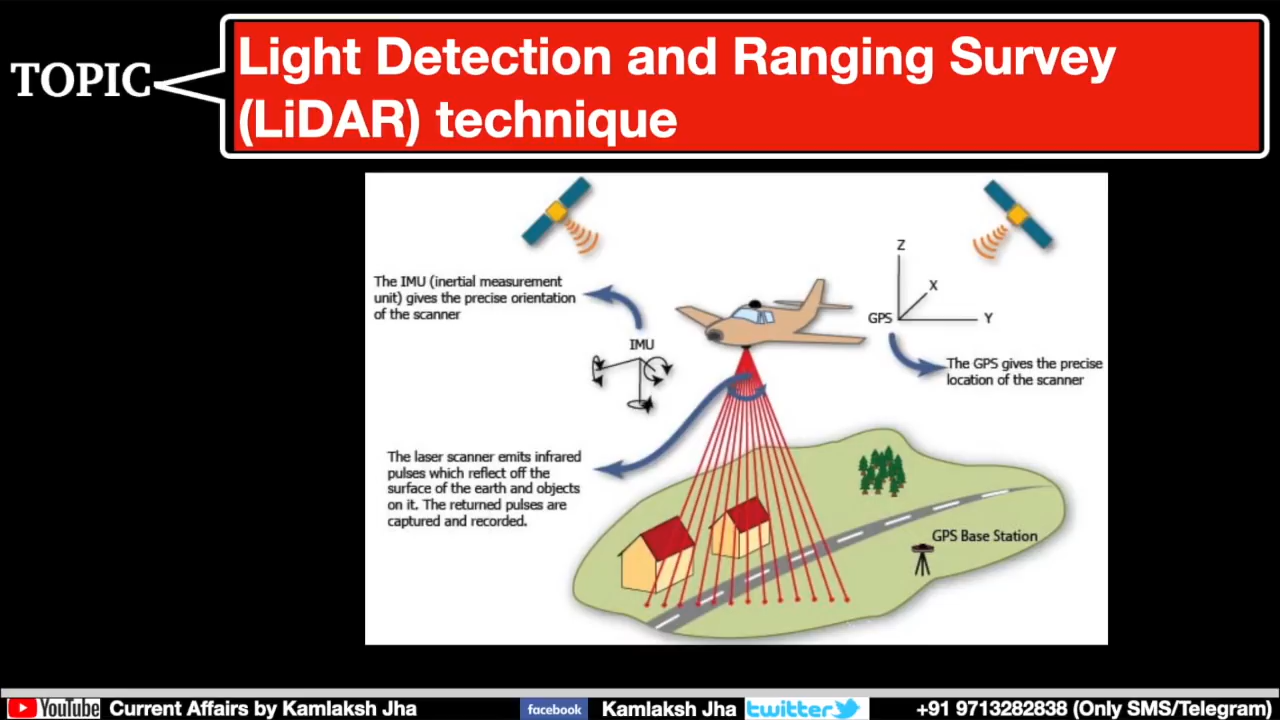 TOPIC
Light Detection and Ranging Survey
(LiDAR) technique
The IMU (inertial measurement
unit) gives the precise orientation
of the scanner
IMU
Z
X
GPS
Y
The GPS gives the precise
location of the scanner
The laser scanner emits infrared
pulses which reflect off the
surface of the earth and objects
on it. The returned pulses are
captured and recorded.
GPS Base Station
YouTube Current Affairs by Kamlaksh Jha facebook Kamlaksh Jha twitter +91 9713282838 (Only SMS/Telegram)